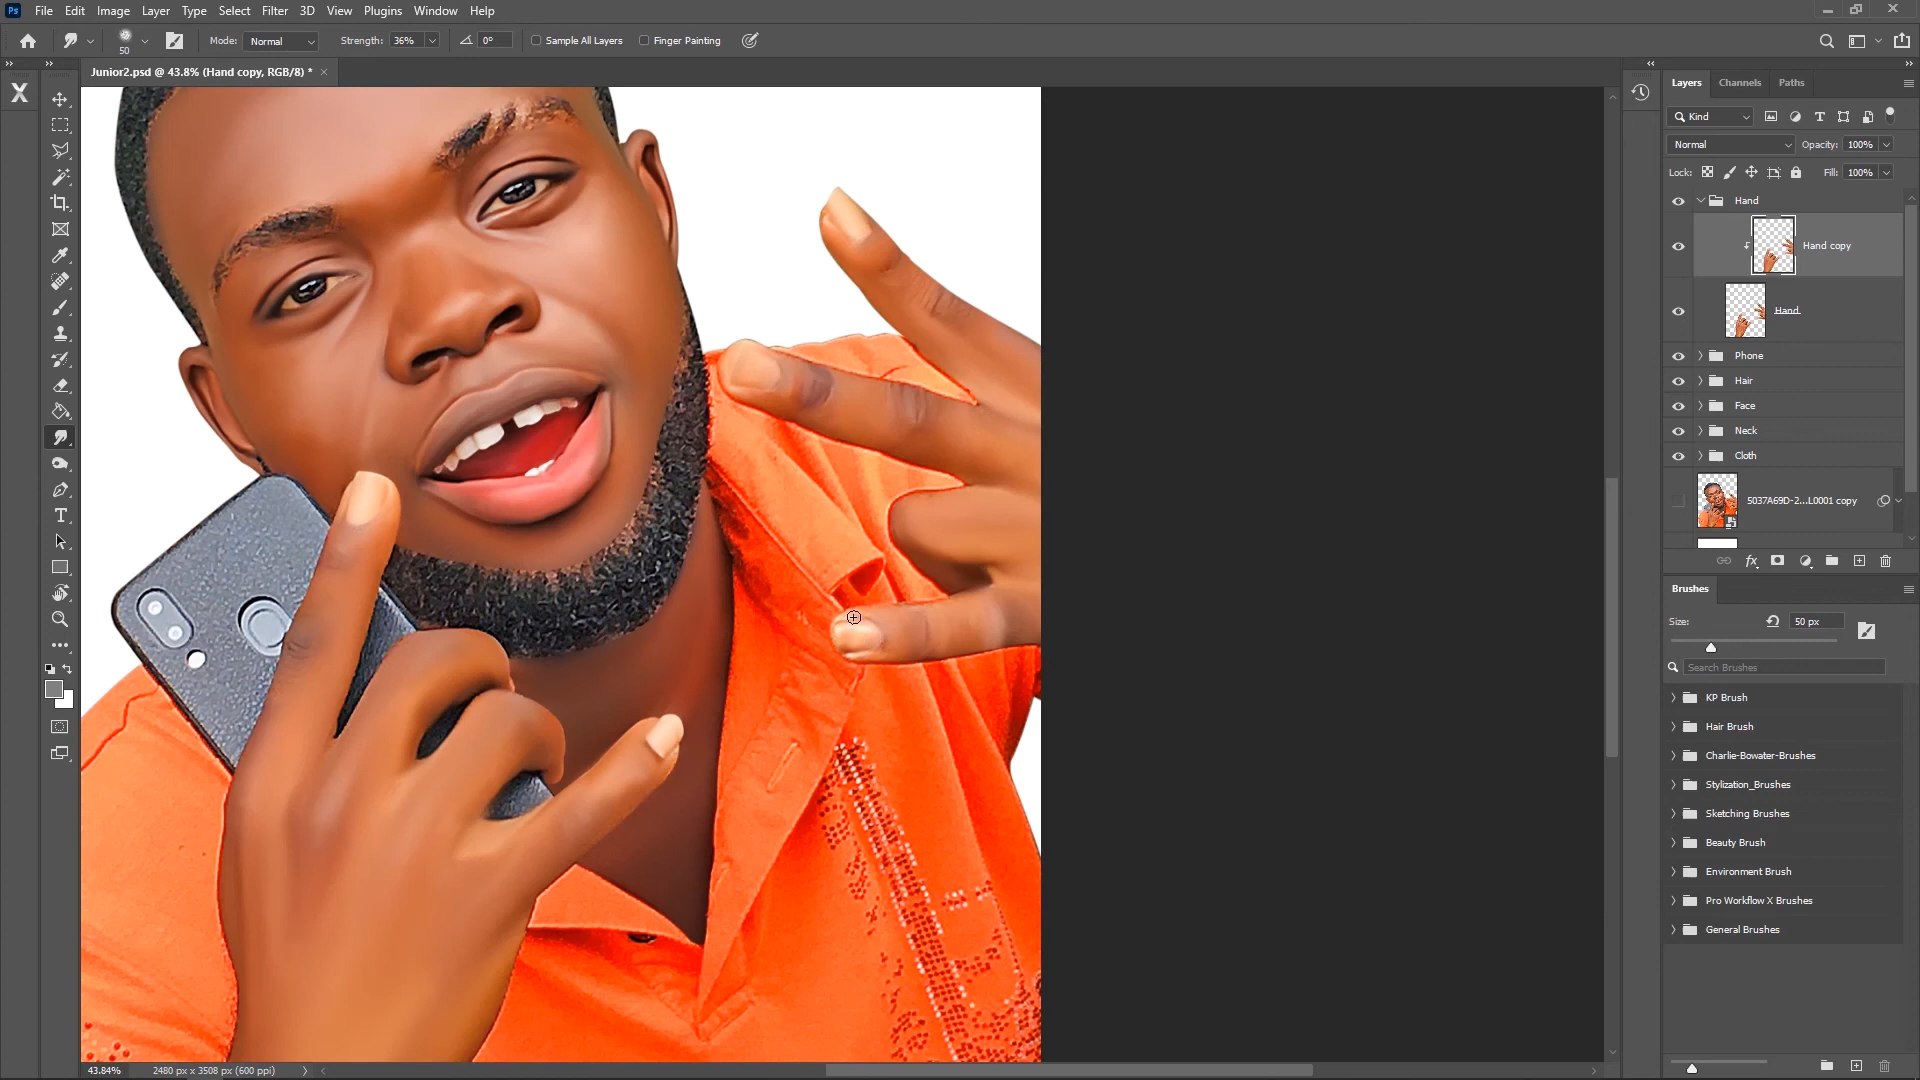 Ps File Edit Image Layer Type Select Filter 3D View Plugins Window Help
50 Mode: Normal Strength: 36% 0° Sample All Layers Finger Painting
Junior2.psd @ 43.8% (Hand copy, RGB/8) * ×
X
Layers Channels Paths
Kind
Normal Opacity: 100%
Lock: Fill: 100%
Hand
Hand copy
Hand
Phone
Hair
Face
Neck
Cloth
5037A69D-2...L0001 copy
fx
Brushes
Size: 50 px
Search Brushes
KP Brush
Hair Brush
Charlie-Bowater-Brushes
Stylization_Brushes
Sketching Brushes
Beauty Brush
Environment Brush
Pro Workflow X Brushes
General Brushes
43.84% 2480 px x 3508 px (600 ppi)